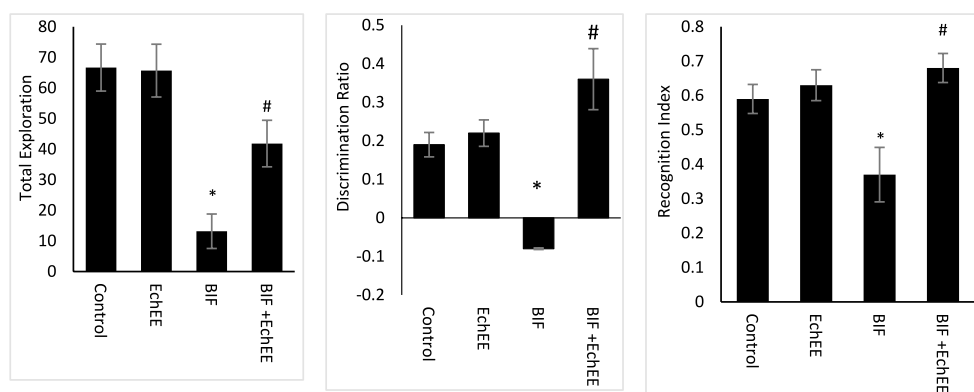 Total Exploration
80
70
60
50
40
30
20
10
0
*
#
Control
EchEE
BIF
BIF +EchEE
Discrimination Ratio
0.5
0.4
0.3
0.2
0.1
0
-0.1
-0.2
*
#
Control
EchEE
BIF
BIF +EchEE
Recognition Index
0.8
0.7
0.6
0.5
0.4
0.3
0.2
0.1
0
*
#
Control
EchEE
BIF
BIF +EchEE